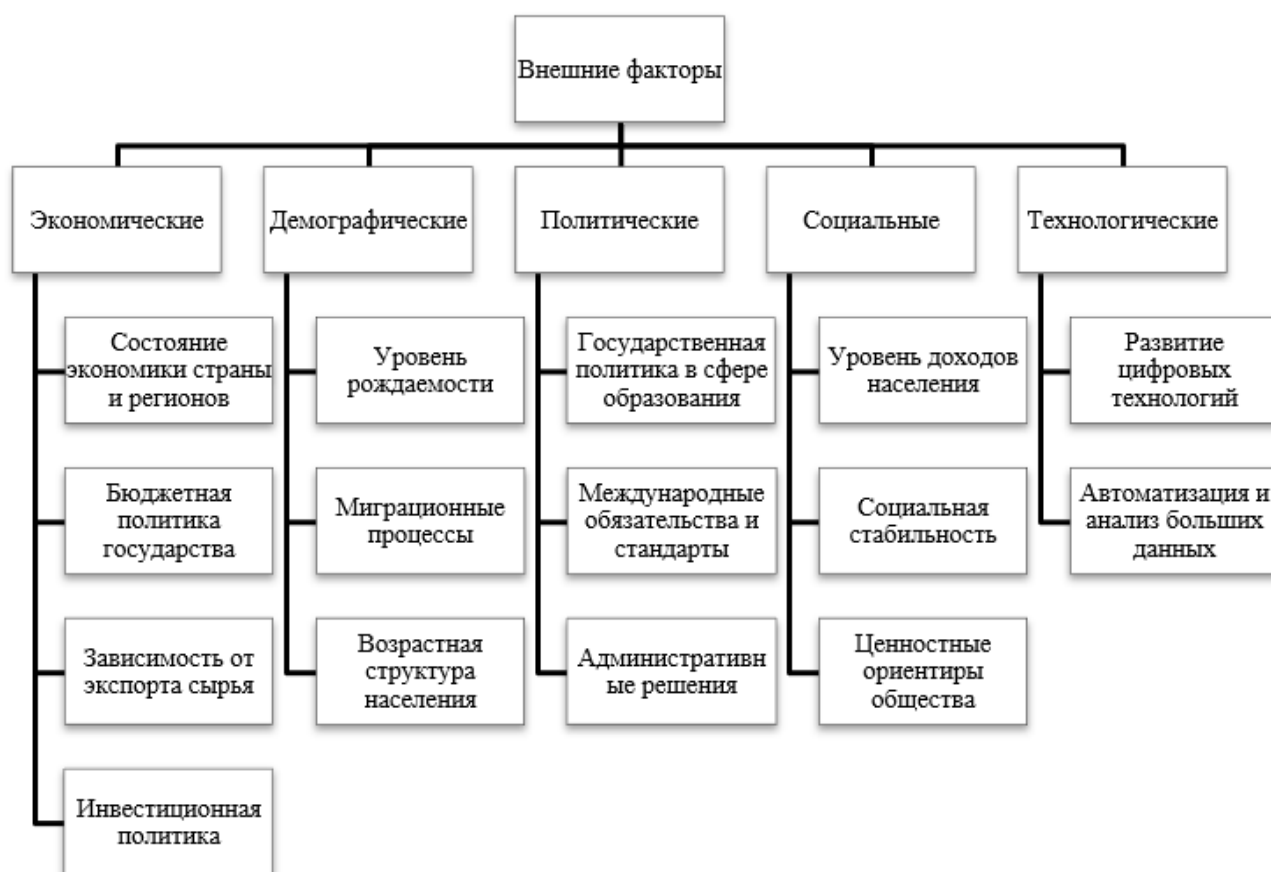 Внешние факторы
Экономические
Состояние
экономики страны
и регионов
Бюджетная
политика
государства
Зависимость от
экспорта сырья
Инвестиционная
политика
Демографические
Уровень
рождаемости
Миграционные
процессы
Возрастная
структура
населения
Политические
Государственная
политика в сфере
образования
Международные
обязательства и
стандарты
Административн
ые решения
Социальные
Уровень доходов
населения
Социальная
стабильность
Ценностные
ориентиры
общества
Технологические
Развитие
цифровых
технологий
Автоматизация и
анализ больших
данных